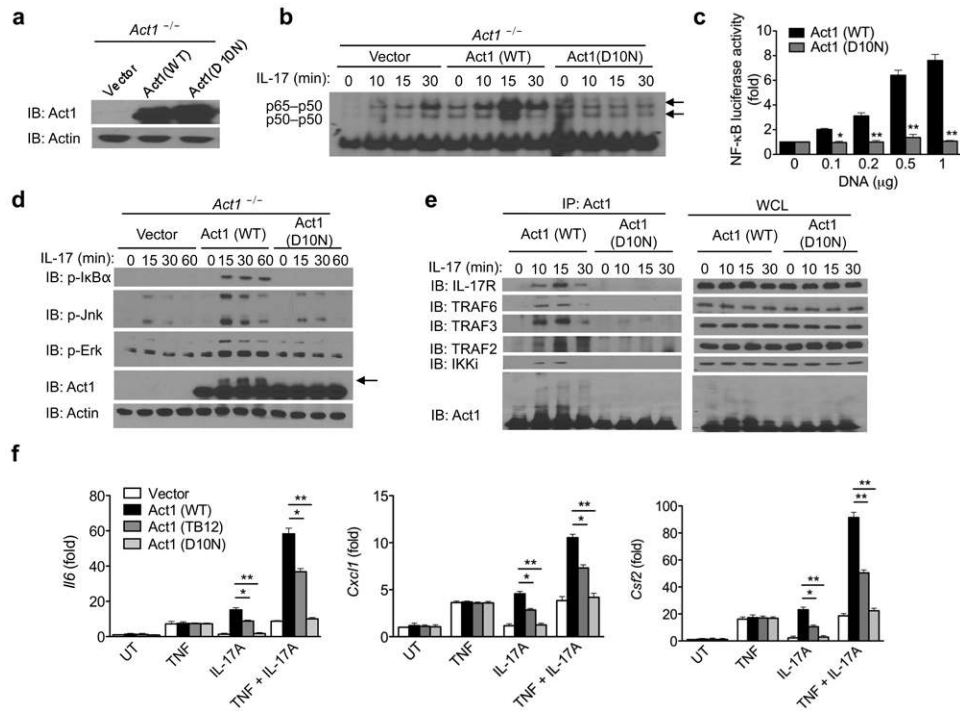 a
Act1 −/−
Vector
Act1(WT)
Act1(D10N)
IB: Act1
IB: Actin
b
Act1 −/−
Vector Act1 (WT) Act1(D10N)
IL-17 (min): 0 10 15 30 0 10 15 30 0 10 15 30
p65–p50
p50–p50
c
Act1 (WT)
Act1 (D10N)
NF-κB luciferase activity
(fold)
10
8
6
4
2
0
* ** ** **
0 0.1 0.2 0.5 1
DNA (μg)
d
Act1 −/−
Vector Act1 (WT) Act1
(D10N)
IL-17 (min): 0 15 30 60 0 15 30 60 0 15 30 60
IB: p-IκBα
IB: p-Jnk
IB: p-Erk
IB: Act1
IB: Actin
e
IP: Act1 WCL
Act1 (WT) Act1
(D10N)
Act1 (WT) Act1
(D10N)
IL-17 (min): 0 10 15 30 0 10 15 30 0 10 15 30 0 10 15 30
IB: IL-17R
IB: TRAF6
IB: TRAF3
IB: TRAF2
IB: IKKi
IB: Act1
f
Vector
Act1 (WT)
Act1 (TB12)
Act1 (D10N)
Il6 (fold)
80
60
40
20
0
**
*
**
*
UT TNF IL-17A TNF + IL-17A
Cxcl1 (fold)
15
10
5
0
**
*
**
*
UT TNF IL-17A TNF + IL-17A
Csf2 (fold)
100
80
60
40
20
0
**
**
**
*
UT TNF IL-17A TNF + IL-17A